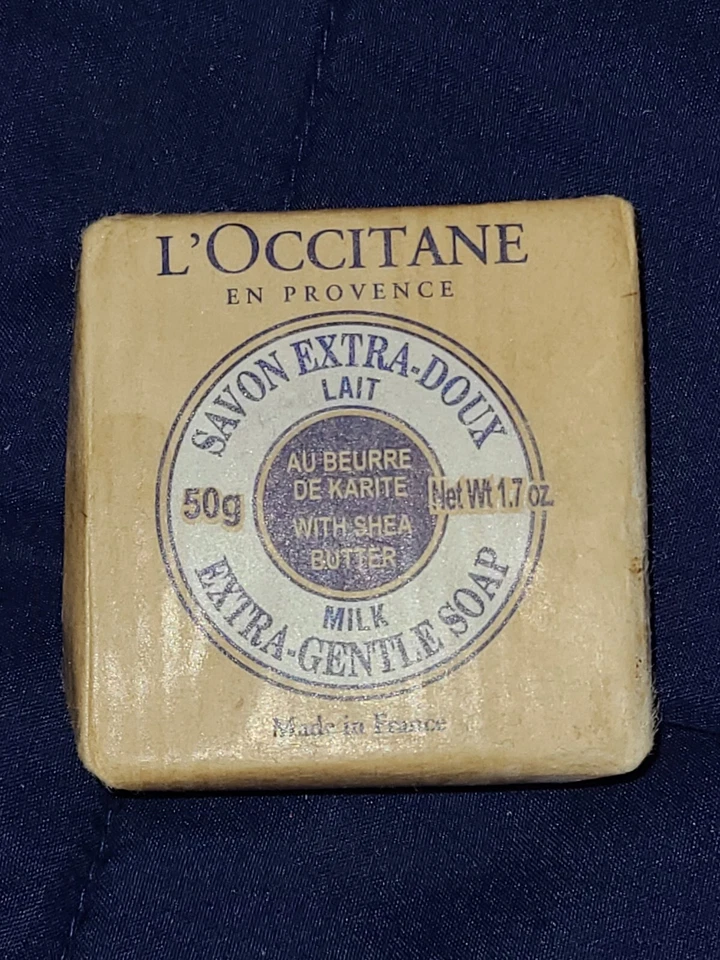 L'OCCITANE
EN PROVENCE
SAVON EXTRA-DOUX
LAIT
AU BEURRE
DE KARITE
WITH SHEA
BUTTER
50g
Net Wt 1.7 oz.
MILK
EXTRA-GENTLE SOAP
Made in France